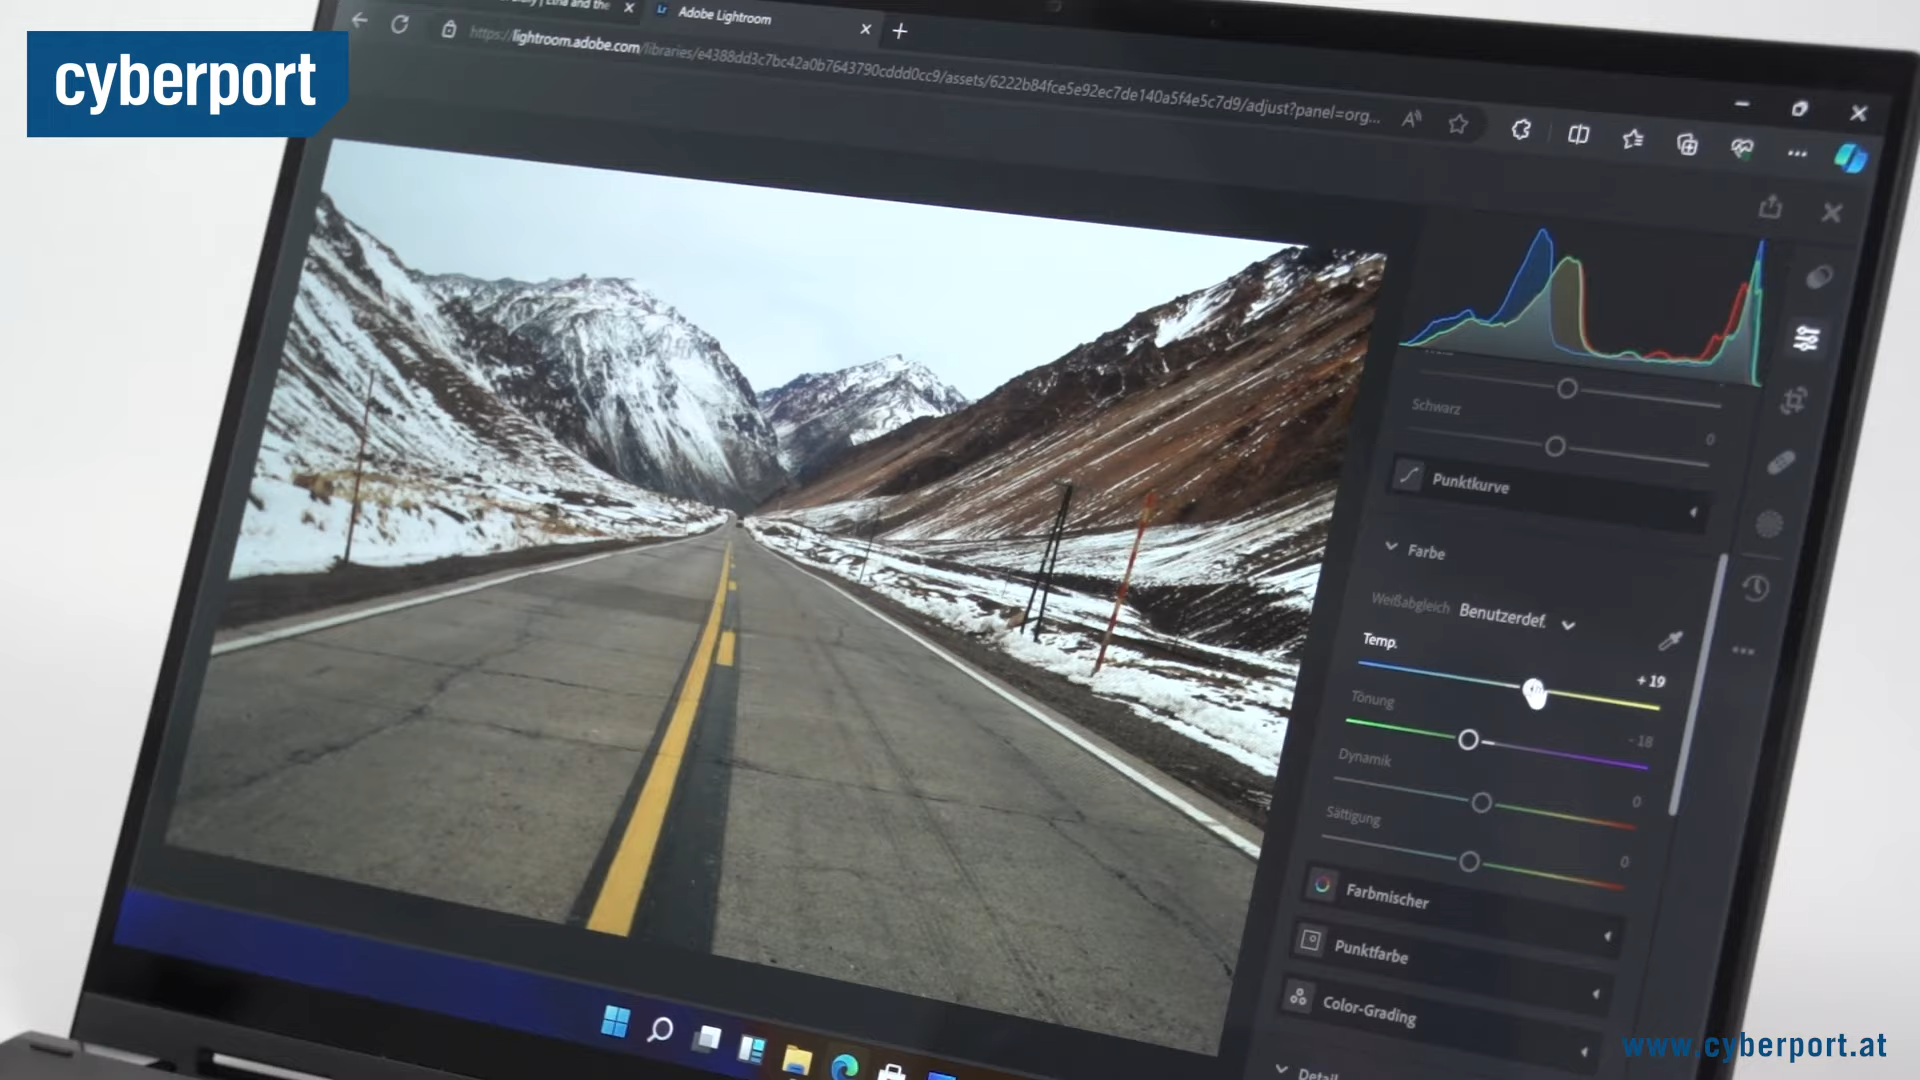 cyberport
Adobe Lightroom
https://lightroom.adobe.com/libraries/e4388dd3c7bc42a0b7643790cddd0cc9/assets/6222b84fce5e92ec7de140a5f4e5c7d9/adjust?panel=org...
Schwarz
0
Punktkurve
Farbe
Weißabgleich Benutzerdef.
Temp.
+ 19
Tönung
- 18
Dynamik
0
Sättigung
0
Farbmischer
Punktfarbe
Color-Grading
Detail
www.cyberport.at